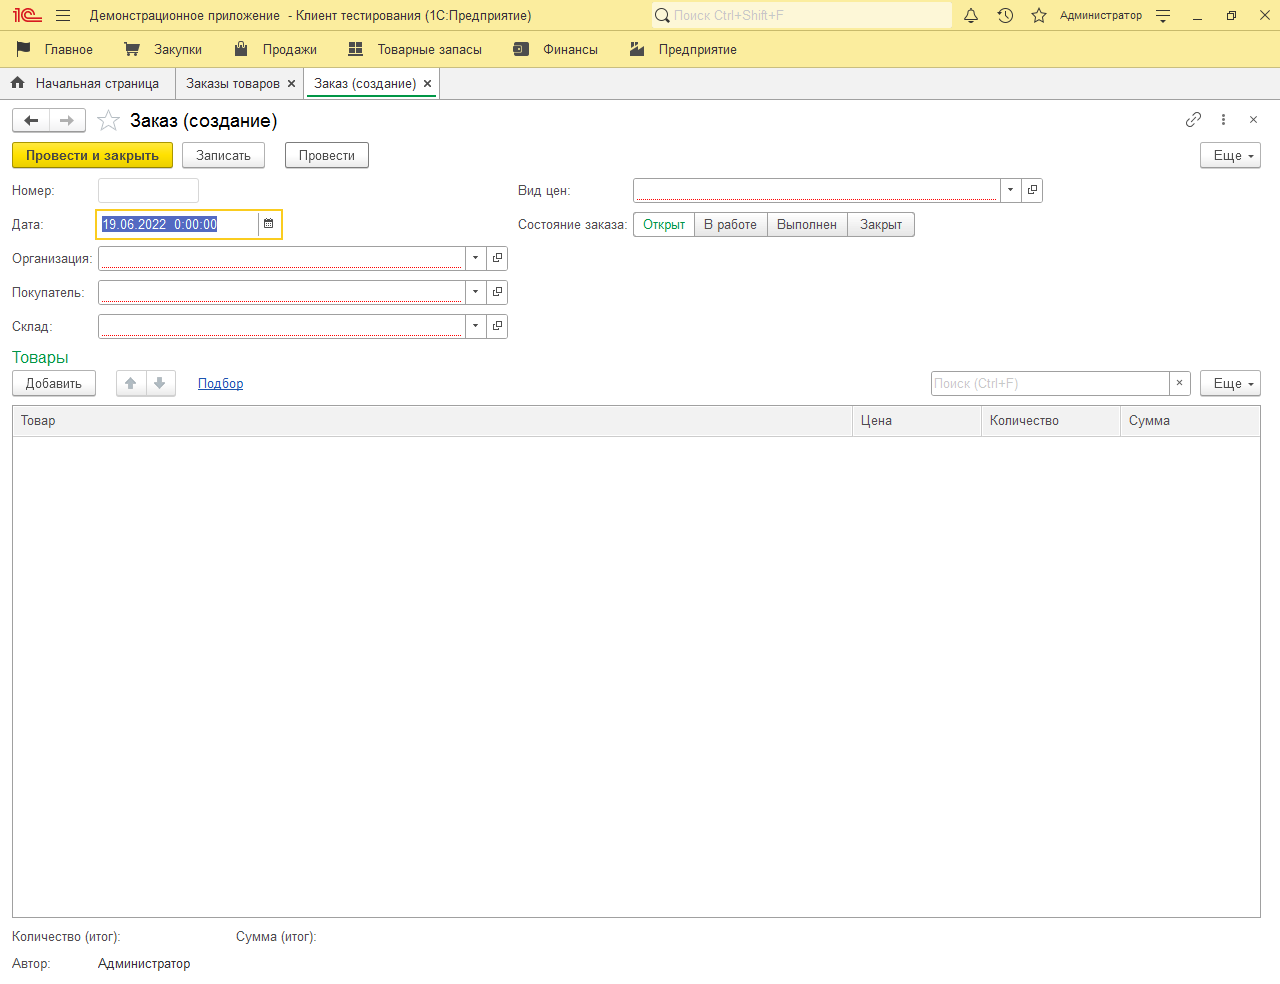 1С Демонстрационное приложение - Клиент тестирования (1С:Предприятие) Поиск Ctrl+Shift+F Администратор
Главное Закупки Продажи Товарные запасы Финансы Предприятие
Начальная страница Заказы товаров Заказ (создание)
Заказ (создание)
Провести и закрыть Записать Провести Еще
Номер: Вид цен:
Дата: 19.06.2022 0:00:00 Состояние заказа: Открыт В работе Выполнен Закрыт
Организация:
Покупатель:
Склад:
Товары
Добавить Подбор Поиск (Ctrl+F) Еще
Товар Цена Количество Сумма
Количество (итог): Сумма (итог):
Автор: Администратор